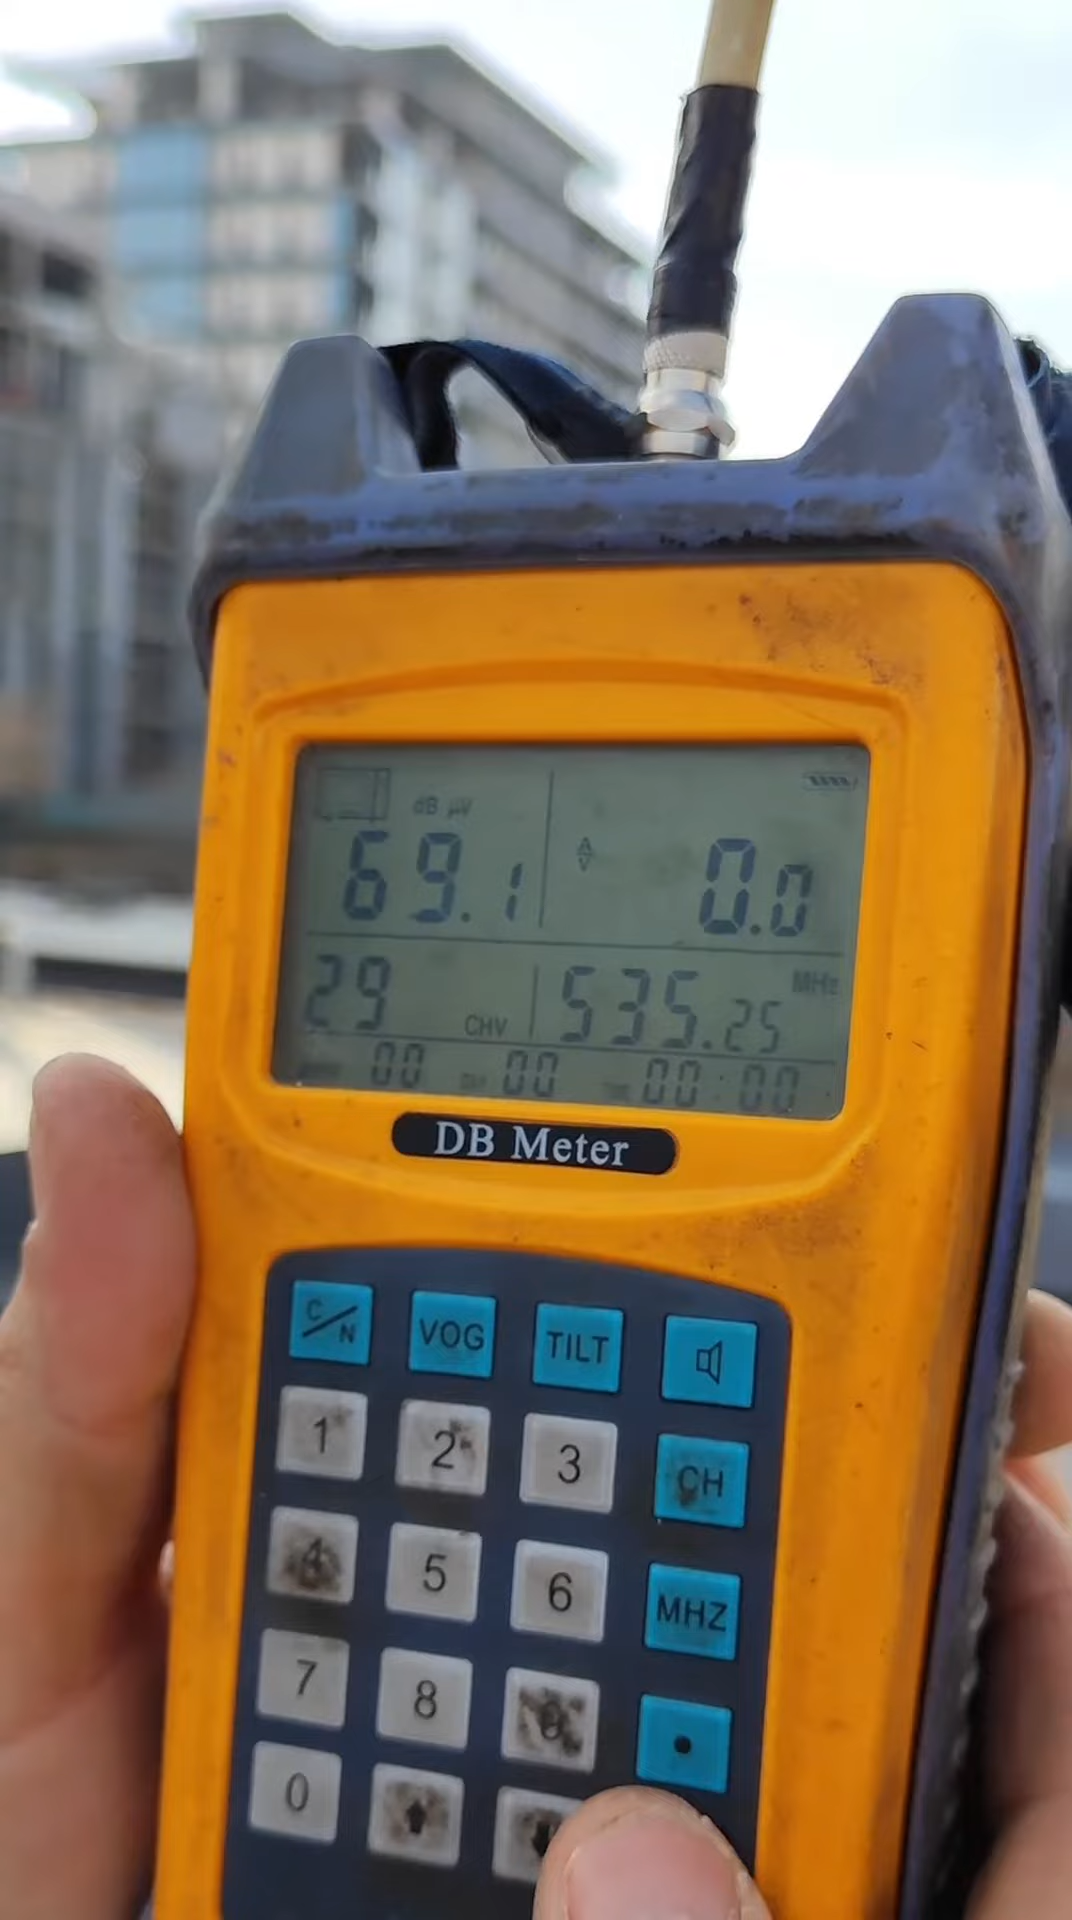 dB µV
69.1 0.0
29 CHV 535.25 MHz
00 00 00:00
DB Meter
C/N VOG TILT
1 2 3 CH
4 5 6 MHZ
7 8 9
0